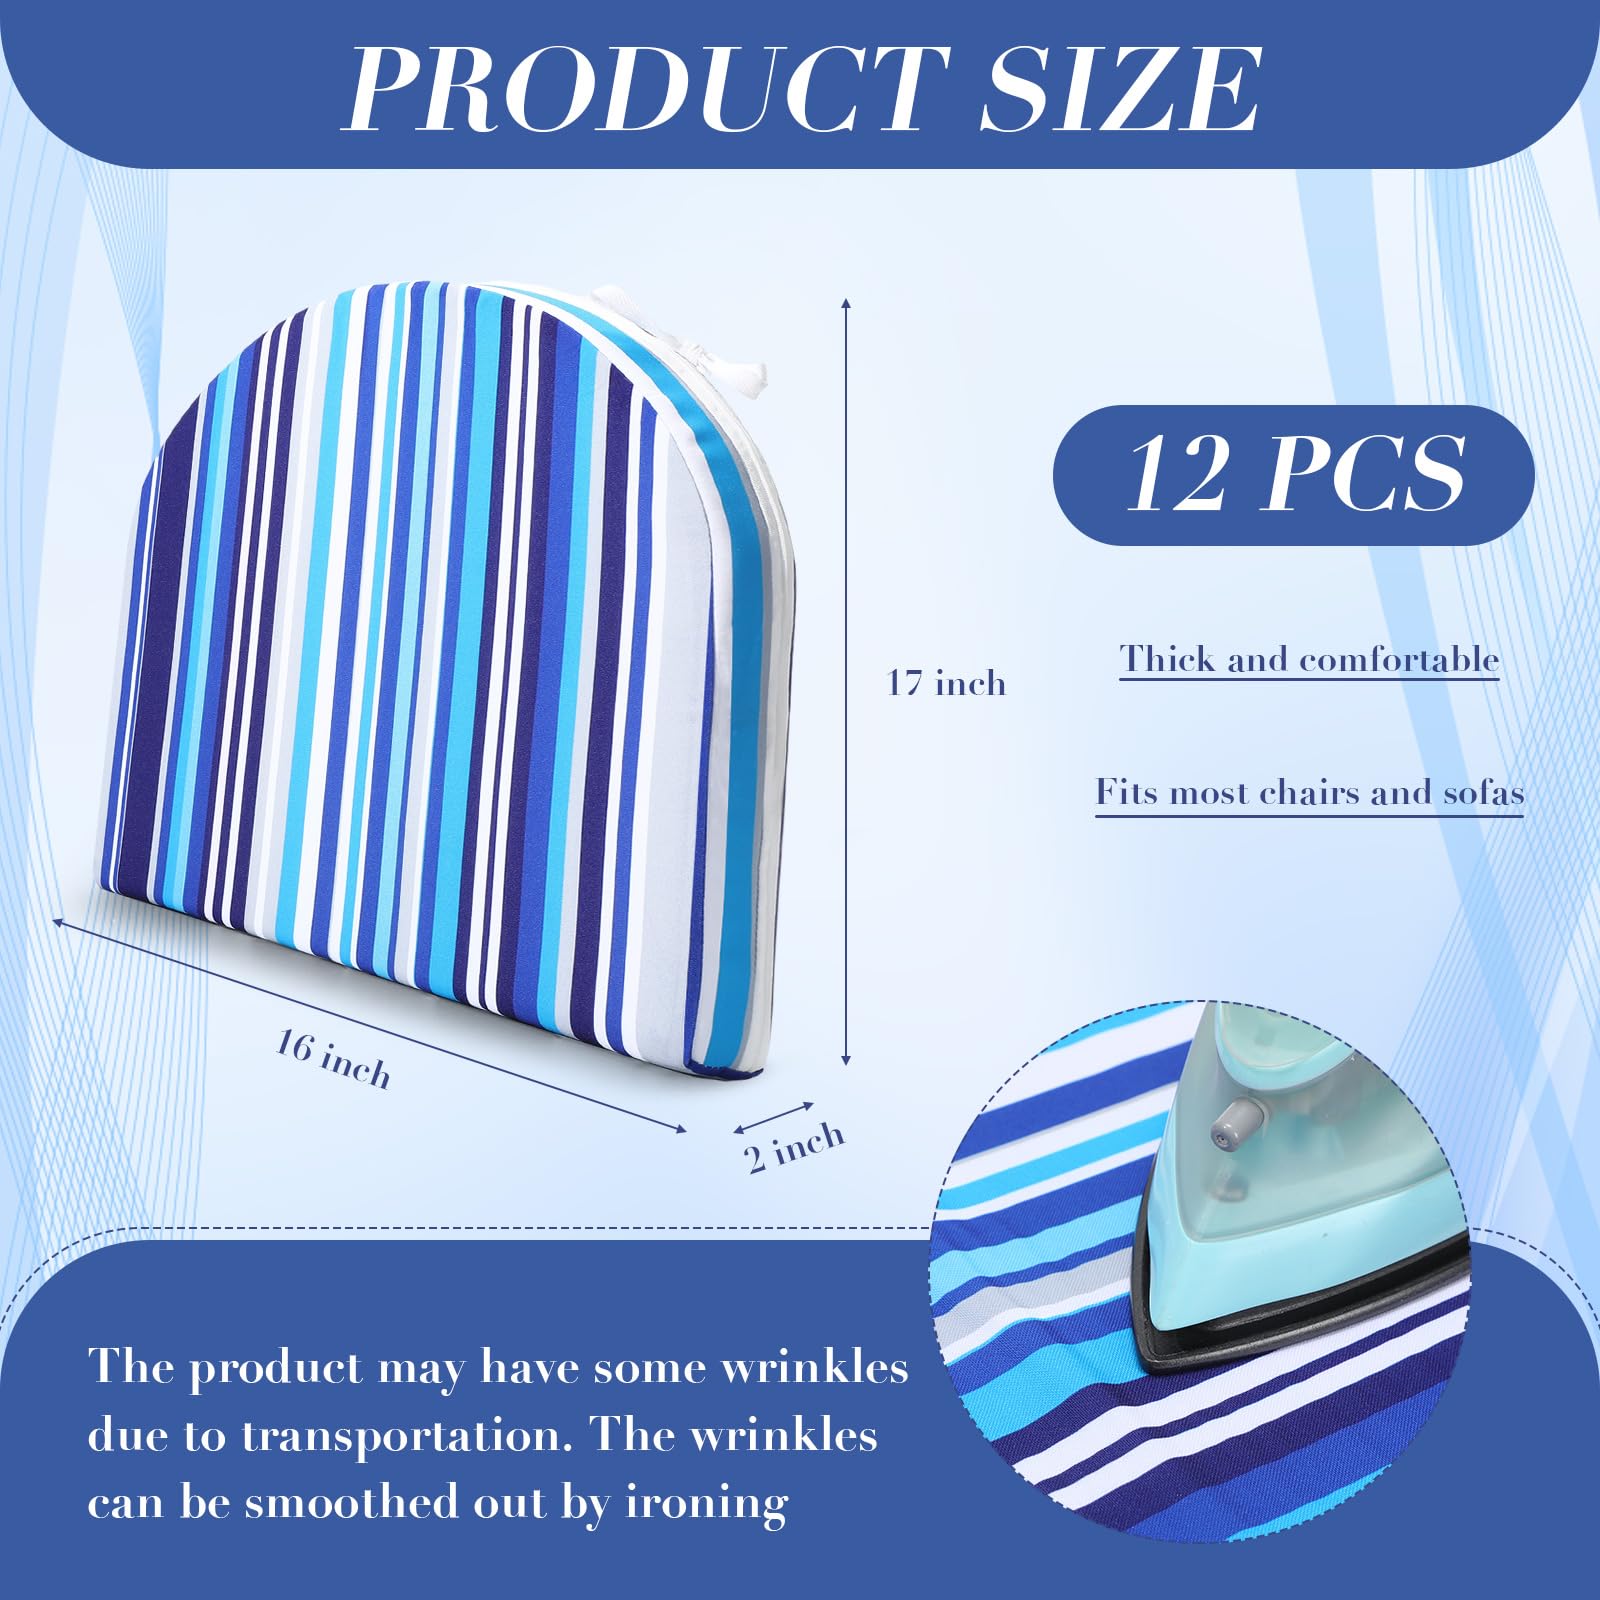 PRODUCT SIZE
12 PCS
17 inch
Thick and comfortable
Fits most chairs and sofas
16 inch
2 inch
The product may have some wrinkles
due to transportation. The wrinkles
can be smoothed out by ironing